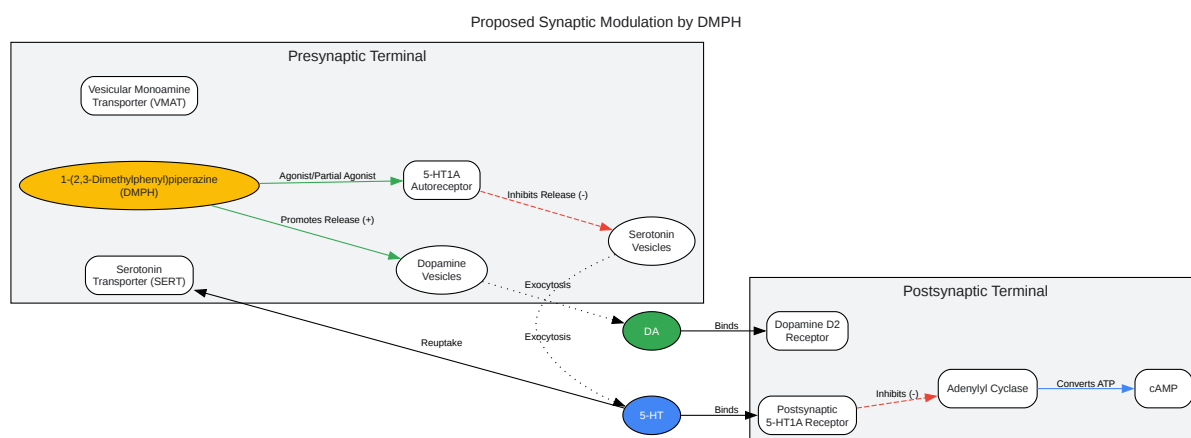 Proposed Synaptic Modulation by DMPH
Presynaptic Terminal
Vesicular Monoamine
Transporter (VMAT)
1-(2,3-Dimethylphenyl)piperazine
(DMPH)
Agonist/Partial Agonist
5-HT1A
Autoreceptor
Inhibits Release (-)
Promotes Release (+)
Serotonin
Vesicles
Serotonin
Transporter (SERT)
Dopamine
Vesicles
Exocytosis
Postsynaptic Terminal
DA
Binds
Dopamine D2
Receptor
Exocytosis
Reuptake
5-HT
Binds
Postsynaptic
5-HT1A Receptor
Inhibits (-)
Adenylyl Cyclase
Converts ATP
cAMP